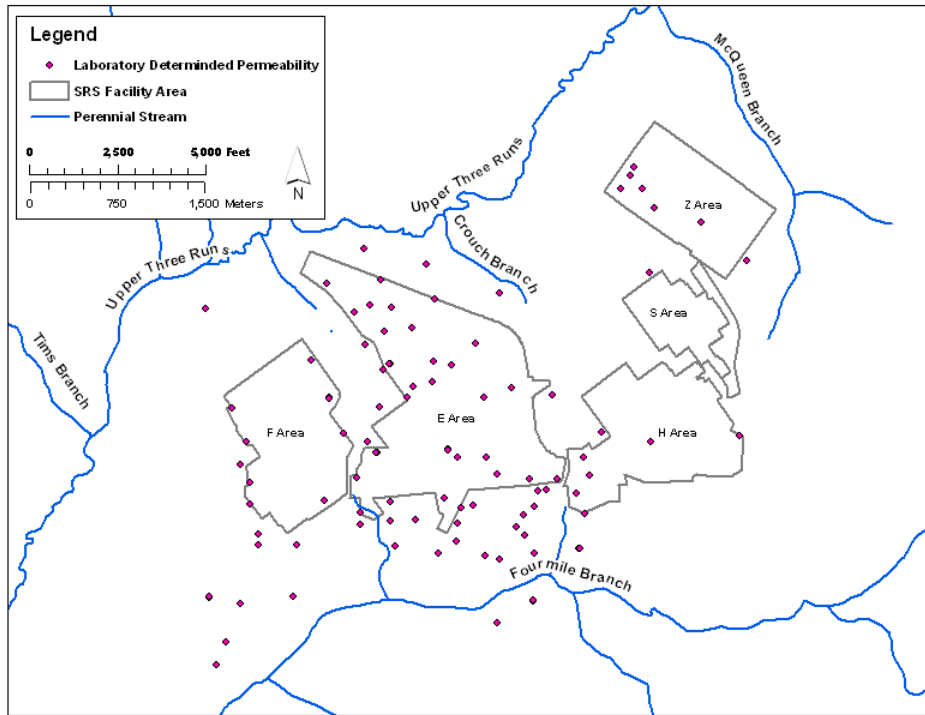 Legend
Laboratory Determinded Permeability
SRS Facility Area
Perennial Stream
0 2,500 5,000 Feet
0 750 1,500 Meters
N
McQueen Branch
Upper Three Runs
Z Area
Crouch Branch
Upper Three Runs
S Area
Tims Branch
F Area
E Area
H Area
Fourmile Branch